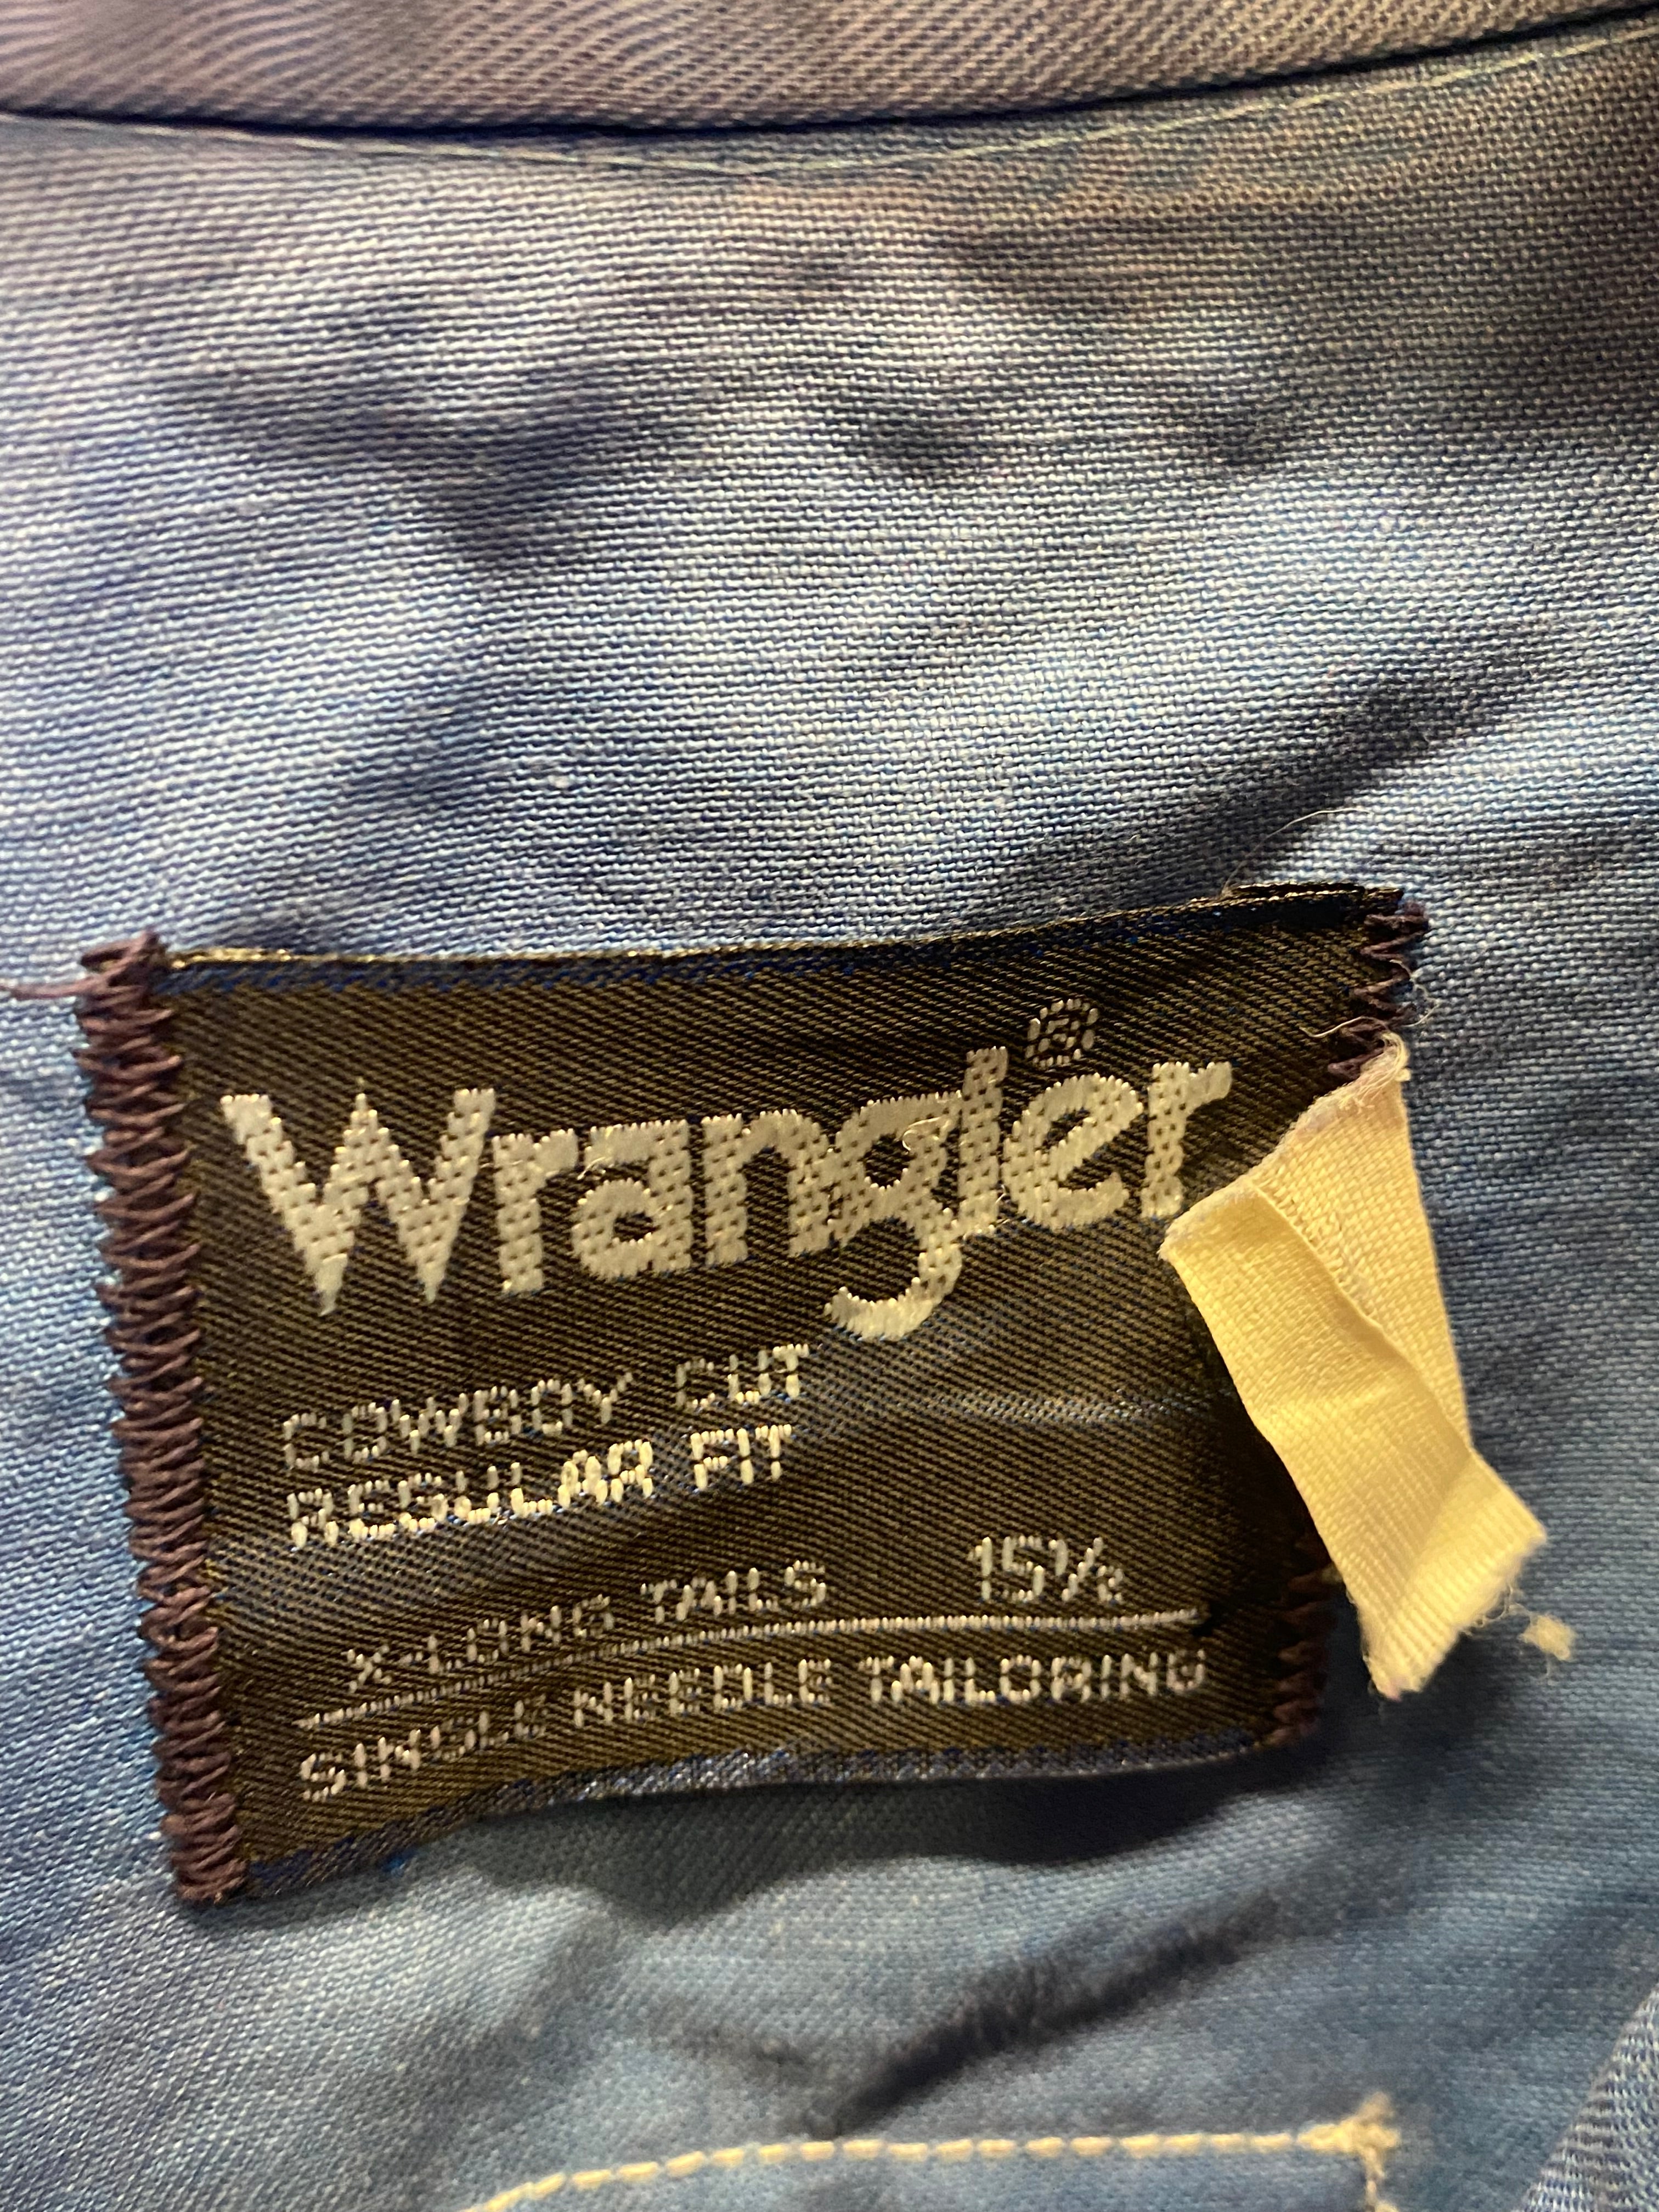 Wrangler®
COWBOY CUT
REGULAR FIT
X-LONG TAILS 15½
SINGLE NEEDLE TAILORING